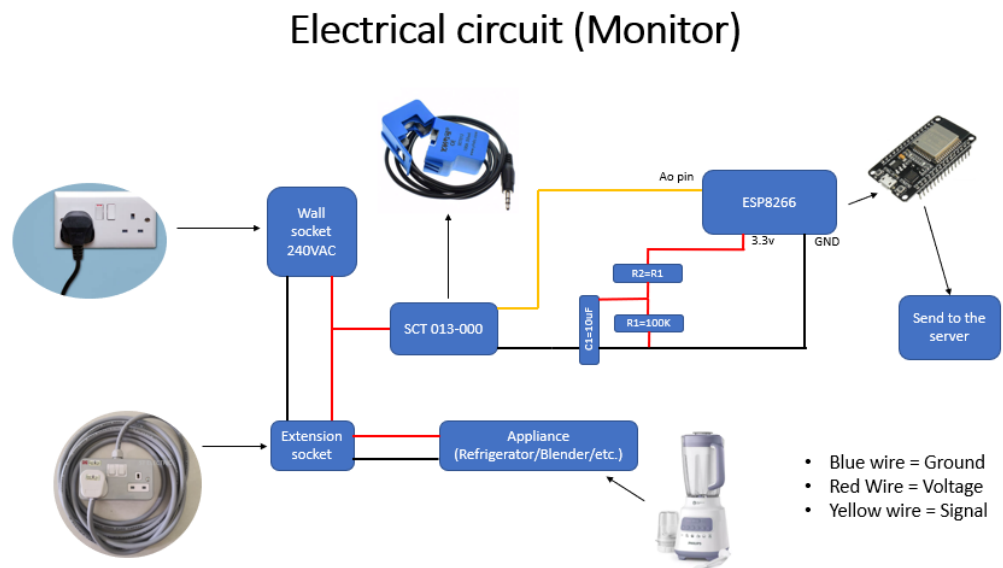 Electrical circuit (Monitor)
Wall
socket
240VAC
Ao pin
ESP8266
3.3v
GND
R2=R1
C1=10uF
R1=100K
SCT 013-000
Send to the
server
Extension
socket
Appliance
(Refrigerator/Blender/etc.)
• Blue wire = Ground
• Red Wire = Voltage
• Yellow wire = Signal